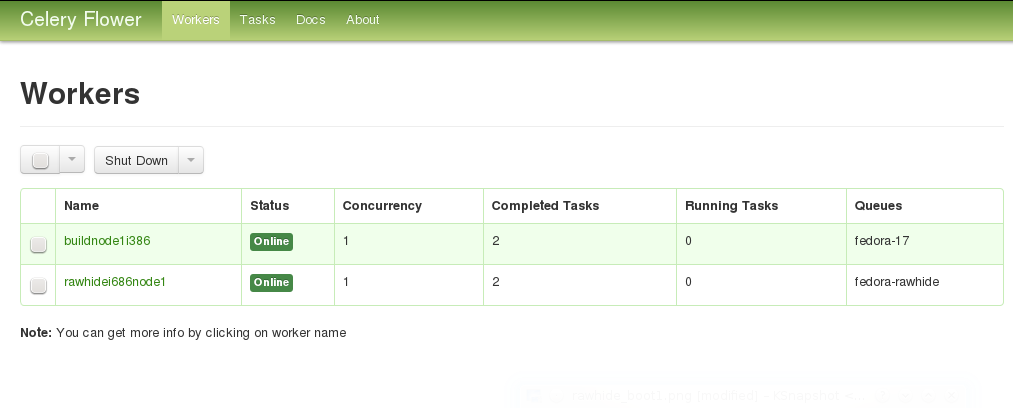 Celery Flower Workers Tasks Docs About
Workers
Shut Down
Name Status Concurrency Completed Tasks Running Tasks Queues
buildnode1i386 Online 1 2 0 fedora-17
rawhidei686node1 Online 1 2 0 fedora-rawhide
Note: You can get more info by clicking on worker name